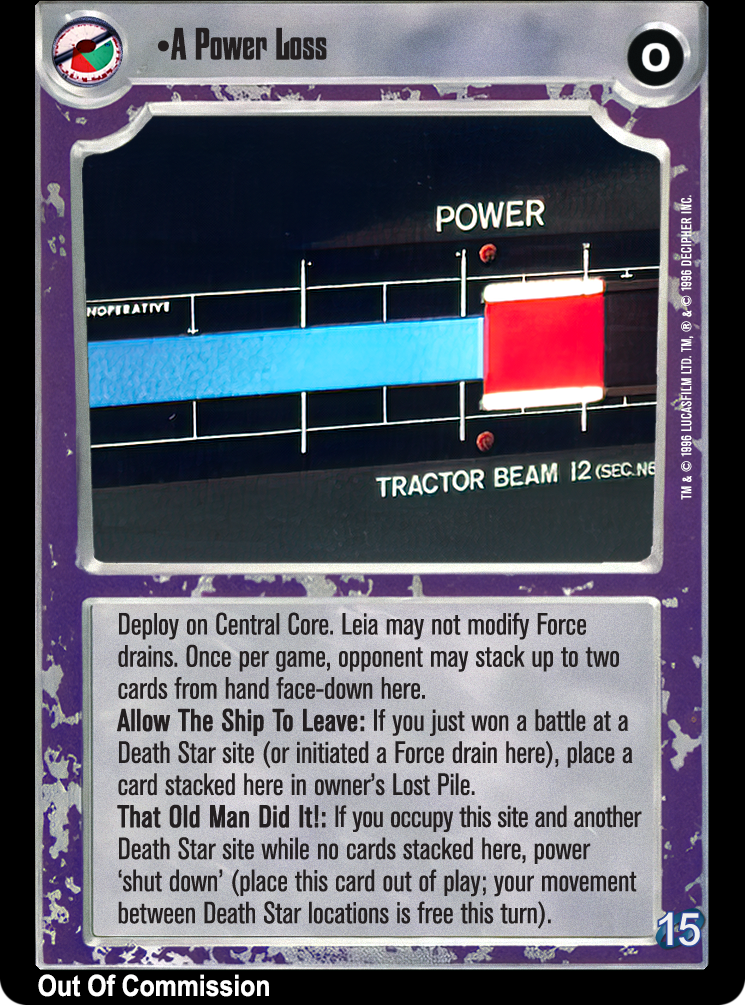 •A Power Loss
O
POWER
NOPERATIVE
TRACTOR BEAM 12 (SEC. N6
TM & © 1996 LUCASFILM LTD. TM, ® & © 1996 DECIPHER INC.
Deploy on Central Core. Leia may not modify Force
drains. Once per game, opponent may stack up to two
cards from hand face-down here.
Allow The Ship To Leave: If you just won a battle at a
Death Star site (or initiated a Force drain here), place a
card stacked here in owner's Lost Pile.
That Old Man Did It!: If you occupy this site and another
Death Star site while no cards stacked here, power
‘shut down’ (place this card out of play; your movement
between Death Star locations is free this turn).
15
Out Of Commission